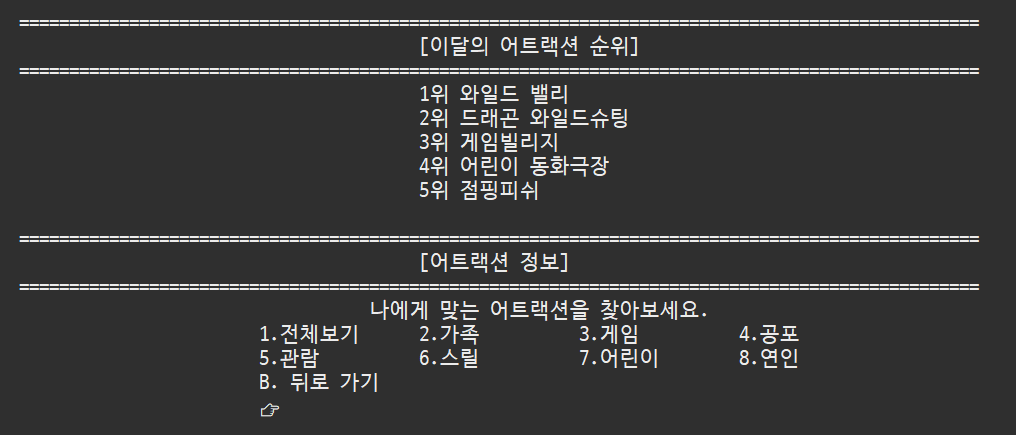 ================================================================================================
[이달의 어트랙션 순위]
================================================================================================
1위 와일드 밸리
2위 드래곤 와일드슈팅
3위 게임빌리지
4위 어린이 동화극장
5위 점핑피쉬
================================================================================================
[어트랙션 정보]
================================================================================================
나에게 맞는 어트랙션을 찾아보세요.
1.전체보기 2.가족 3.게임 4.공포
5.관람 6.스릴 7.어린이 8.연인
B. 뒤로 가기
☞